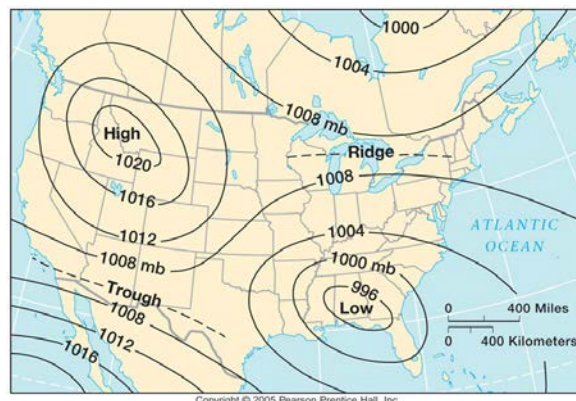 1000
1004
1008 mb
High
1020
1016
1012
1008 mb
Ridge
1008
1004
1000 mb
996
Low
Trough
1008
1012
1016
ATLANTIC
OCEAN
0 400 Miles
0 400 Kilometers
Copyright © 2005 Pearson Prentice Hall, Inc.